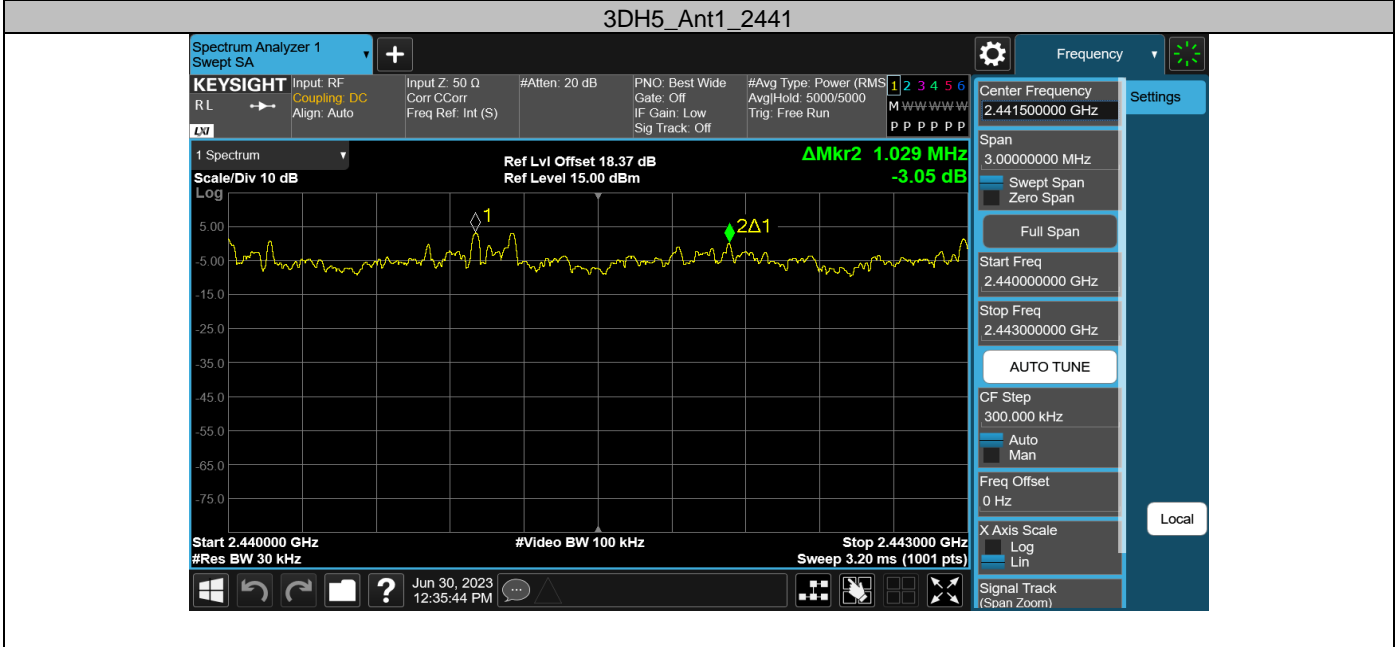 3DH5_Ant1_2441
Spectrum Analyzer 1
Swept SA
+
Frequency
KEYSIGHT
RL
LXI
Input: RF
Coupling: DC
Align: Auto
Input Z: 50 Ω
Corr CCorr
Freq Ref: Int (S)
#Atten: 20 dB
PNO: Best Wide
Gate: Off
IF Gain: Low
Sig Track: Off
#Avg Type: Power (RMS
Avg|Hold: 5000/5000
Trig: Free Run
1 2 3 4 5 6
M W W W W W
P P P P P P
1 Spectrum
Scale/Div 10 dB
Log
Ref Lvl Offset 18.37 dB
Ref Level 15.00 dBm
ΔMkr2 1.029 MHz
-3.05 dB
1
2Δ1
5.00
-5.00
-15.0
-25.0
-35.0
-45.0
-55.0
-65.0
-75.0
Start 2.440000 GHz
#Res BW 30 kHz
#Video BW 100 kHz
Stop 2.443000 GHz
Sweep 3.20 ms (1001 pts)
Center Frequency
2.441500000 GHz
Span
3.00000000 MHz
Swept Span
Zero Span
Full Span
Start Freq
2.440000000 GHz
Stop Freq
2.443000000 GHz
AUTO TUNE
CF Step
300.000 kHz
Auto
Man
Freq Offset
0 Hz
X Axis Scale
Log
Lin
Signal Track
(Span Zoom)
Settings
Local
?
Jun 30, 2023
12:35:44 PM